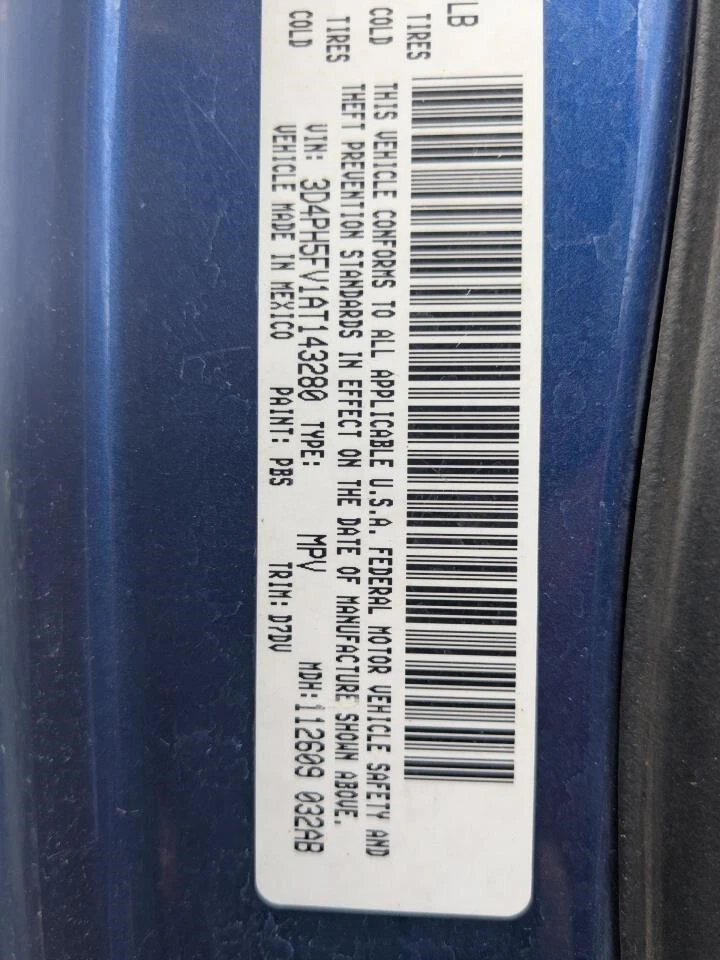 LB
TIRES
COLD
TIRES
COLD
THIS VEHICLE CONFORMS TO ALL APPLICABLE U.S.A. FEDERAL MOTOR VEHICLE SAFETY AND
THEFT PREVENTION STANDARDS IN EFFECT ON THE DATE OF MANUFACTURE SHOWN ABOVE.
VIN: 3D4PH5FV1AT143280 TYPE: MPV MDH:112609 032AB
VEHICLE MADE IN MEXICO PAINT: PBS TRIM: D7DV